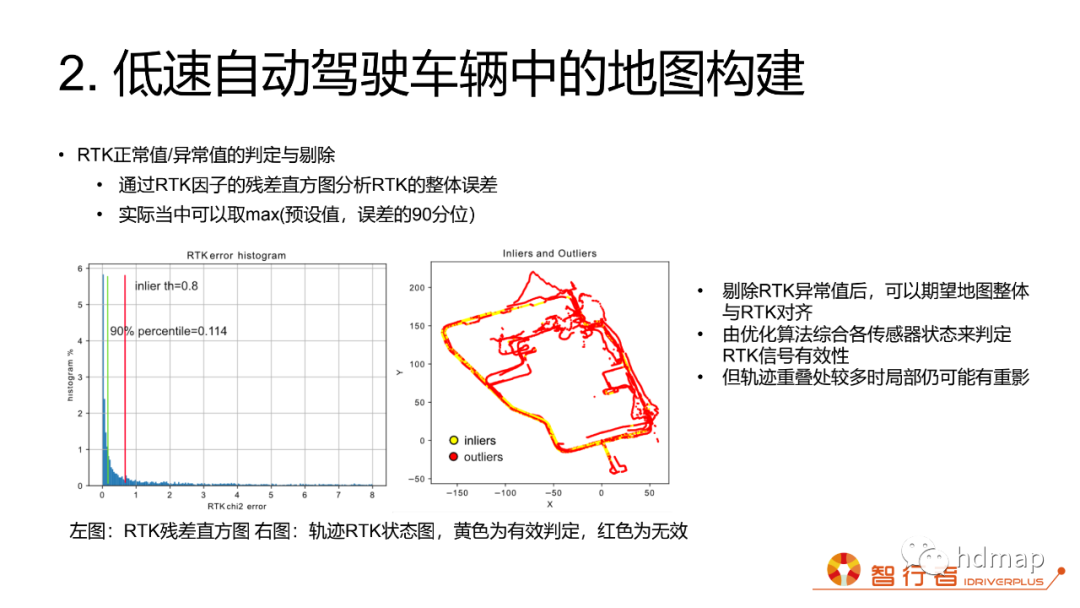 2. 低速自动驾驶车辆中的地图构建
• RTK正常值/异常值的判定与剔除
• 通过RTK因子的残差直方图分析RTK的整体误差
• 实际当中可以取max(预设值，误差的90分位)
RTK error histogram
6
5
4
3
2
1
0
histogram %
inlier th=0.8
90% percentile=0.114
0 1 2 3 4 5 6 7 8
RTK chi2 error
Inliers and Outliers
200
150
100
50
0
−50
Y
inliers
outliers
−150 −100 −50 0 50
X
• 剔除RTK异常值后，可以期望地图整体
与RTK对齐
• 由优化算法综合各传感器状态来判定
RTK信号有效性
• 但轨迹重叠处较多时局部仍可能有重影
左图：RTK残差直方图 右图：轨迹RTK状态图，黄色为有效判定，红色为无效
hdmap
智行者 IDRIVERPLUS